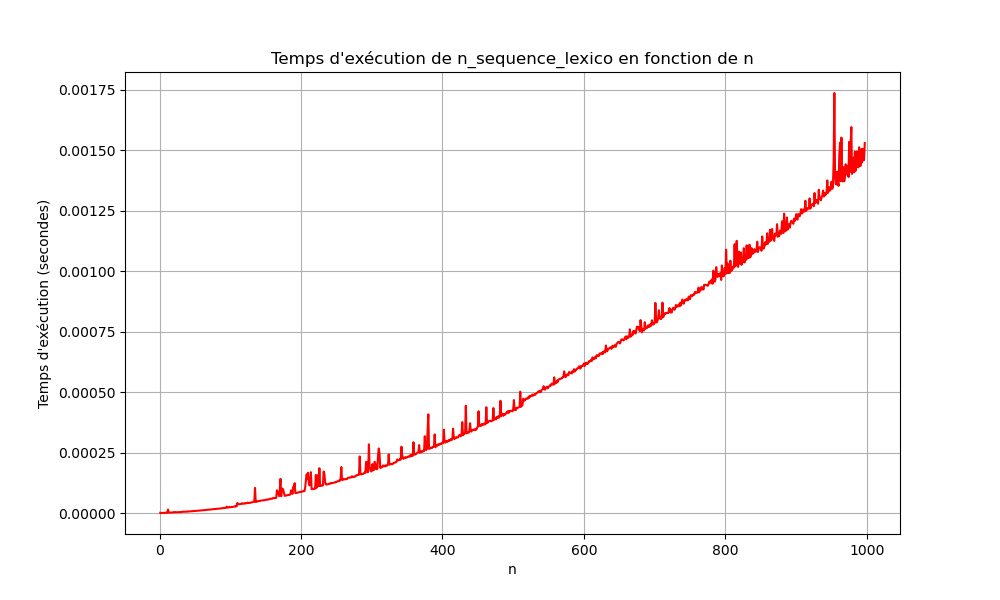 Temps d'exécution de n_sequence_lexico en fonction de n
Temps d'exécution (secondes)
0.00175
0.00150
0.00125
0.00100
0.00075
0.00050
0.00025
0.00000
0 200 400 600 800 1000
n